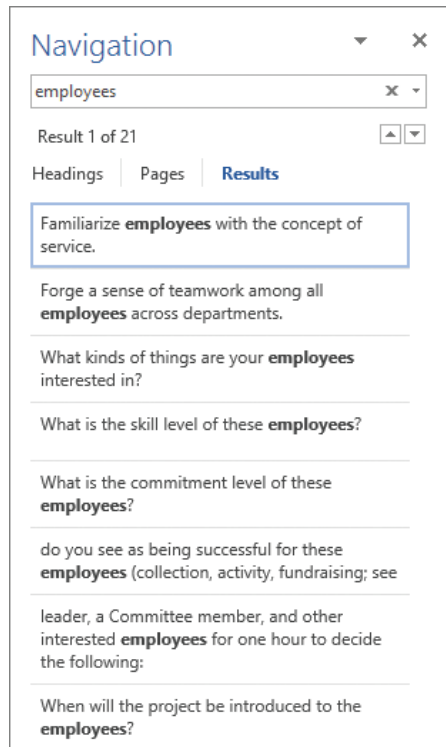 Navigation
employees
Result 1 of 21
Headings Pages Results
Familiarize employees with the concept of
service.
Forge a sense of teamwork among all
employees across departments.
What kinds of things are your employees
interested in?
What is the skill level of these employees?
What is the commitment level of these
employees?
do you see as being successful for these
employees (collection, activity, fundraising; see
leader, a Committee member, and other
interested employees for one hour to decide
the following:
When will the project be introduced to the
employees?